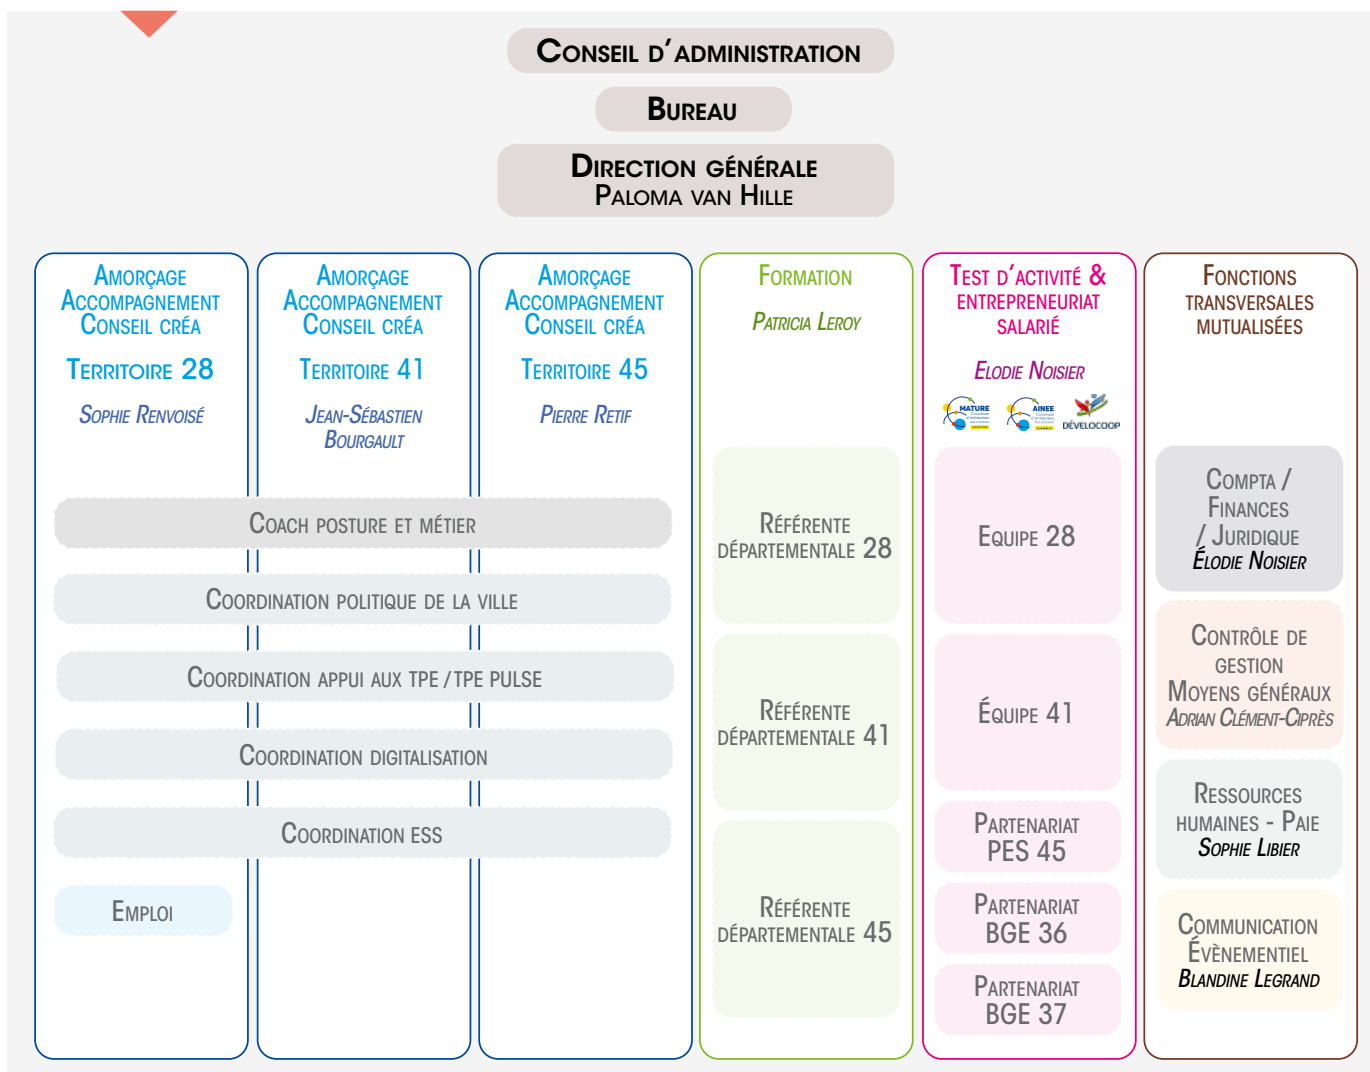 Conseil d'administration
Bureau
Direction générale
Paloma van Hille
Amorçage
Accompagnement
Conseil créa
Territoire 28
Sophie Renvoisé
Amorçage
Accompagnement
Conseil créa
Territoire 41
Jean-Sébastien
Bourgault
Amorçage
Accompagnement
Conseil créa
Territoire 45
Pierre Retif
Coach posture et métier
Coordination politique de la ville
Coordination appui aux TPE / TPE PULSE
Coordination digitalisation
Coordination ESS
Emploi
Formation
Patricia Leroy
Référente
départementale 28
Référente
départementale 41
Référente
départementale 45
Test d'activité &
entrepreneuriat
salarié
Elodie Noisier
MATURE
AINEE
DÉVELOCOOP
Equipe 28
Équipe 41
Partenariat
PES 45
Partenariat
BGE 36
Partenariat
BGE 37
Fonctions
transversales
mutualisées
Compta /
Finances
/ Juridique
Élodie Noisier
Contrôle de
gestion
Moyens généraux
Adrian Clément-Ciprès
Ressources
humaines - Paie
Sophie Libier
Communication
Évènementiel
Blandine Legrand